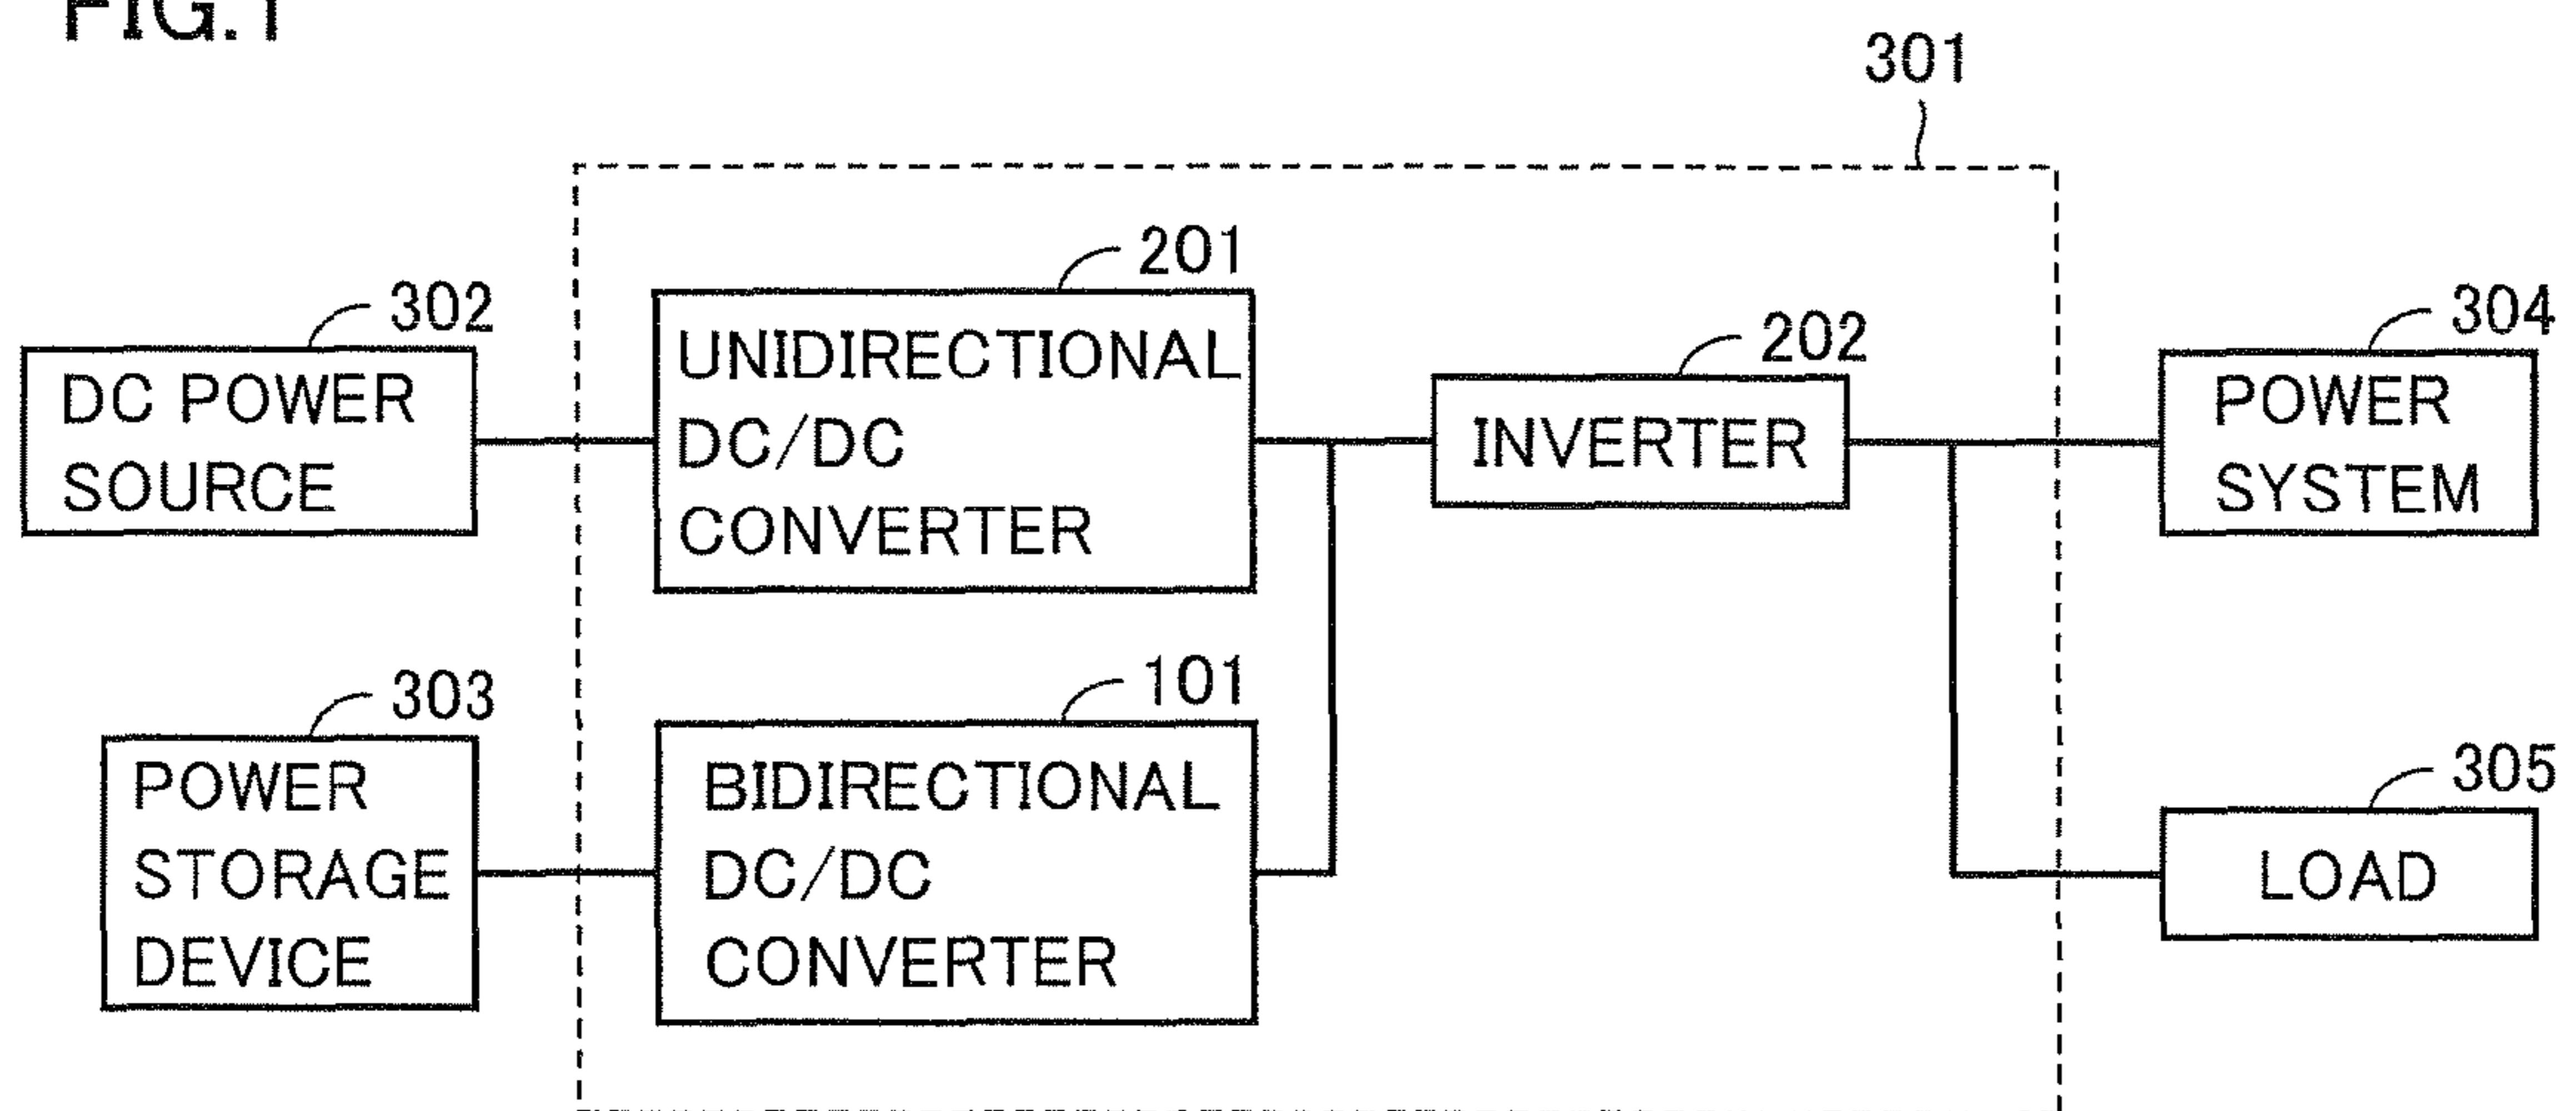 FIG.1
301
201
302
UNIDIRECTIONAL
DC/DC
CONVERTER
202
304
DC POWER
SOURCE
INVERTER
POWER
SYSTEM
303
101
POWER
STORAGE
DEVICE
BIDIRECTIONAL
DC/DC
CONVERTER
305
LOAD